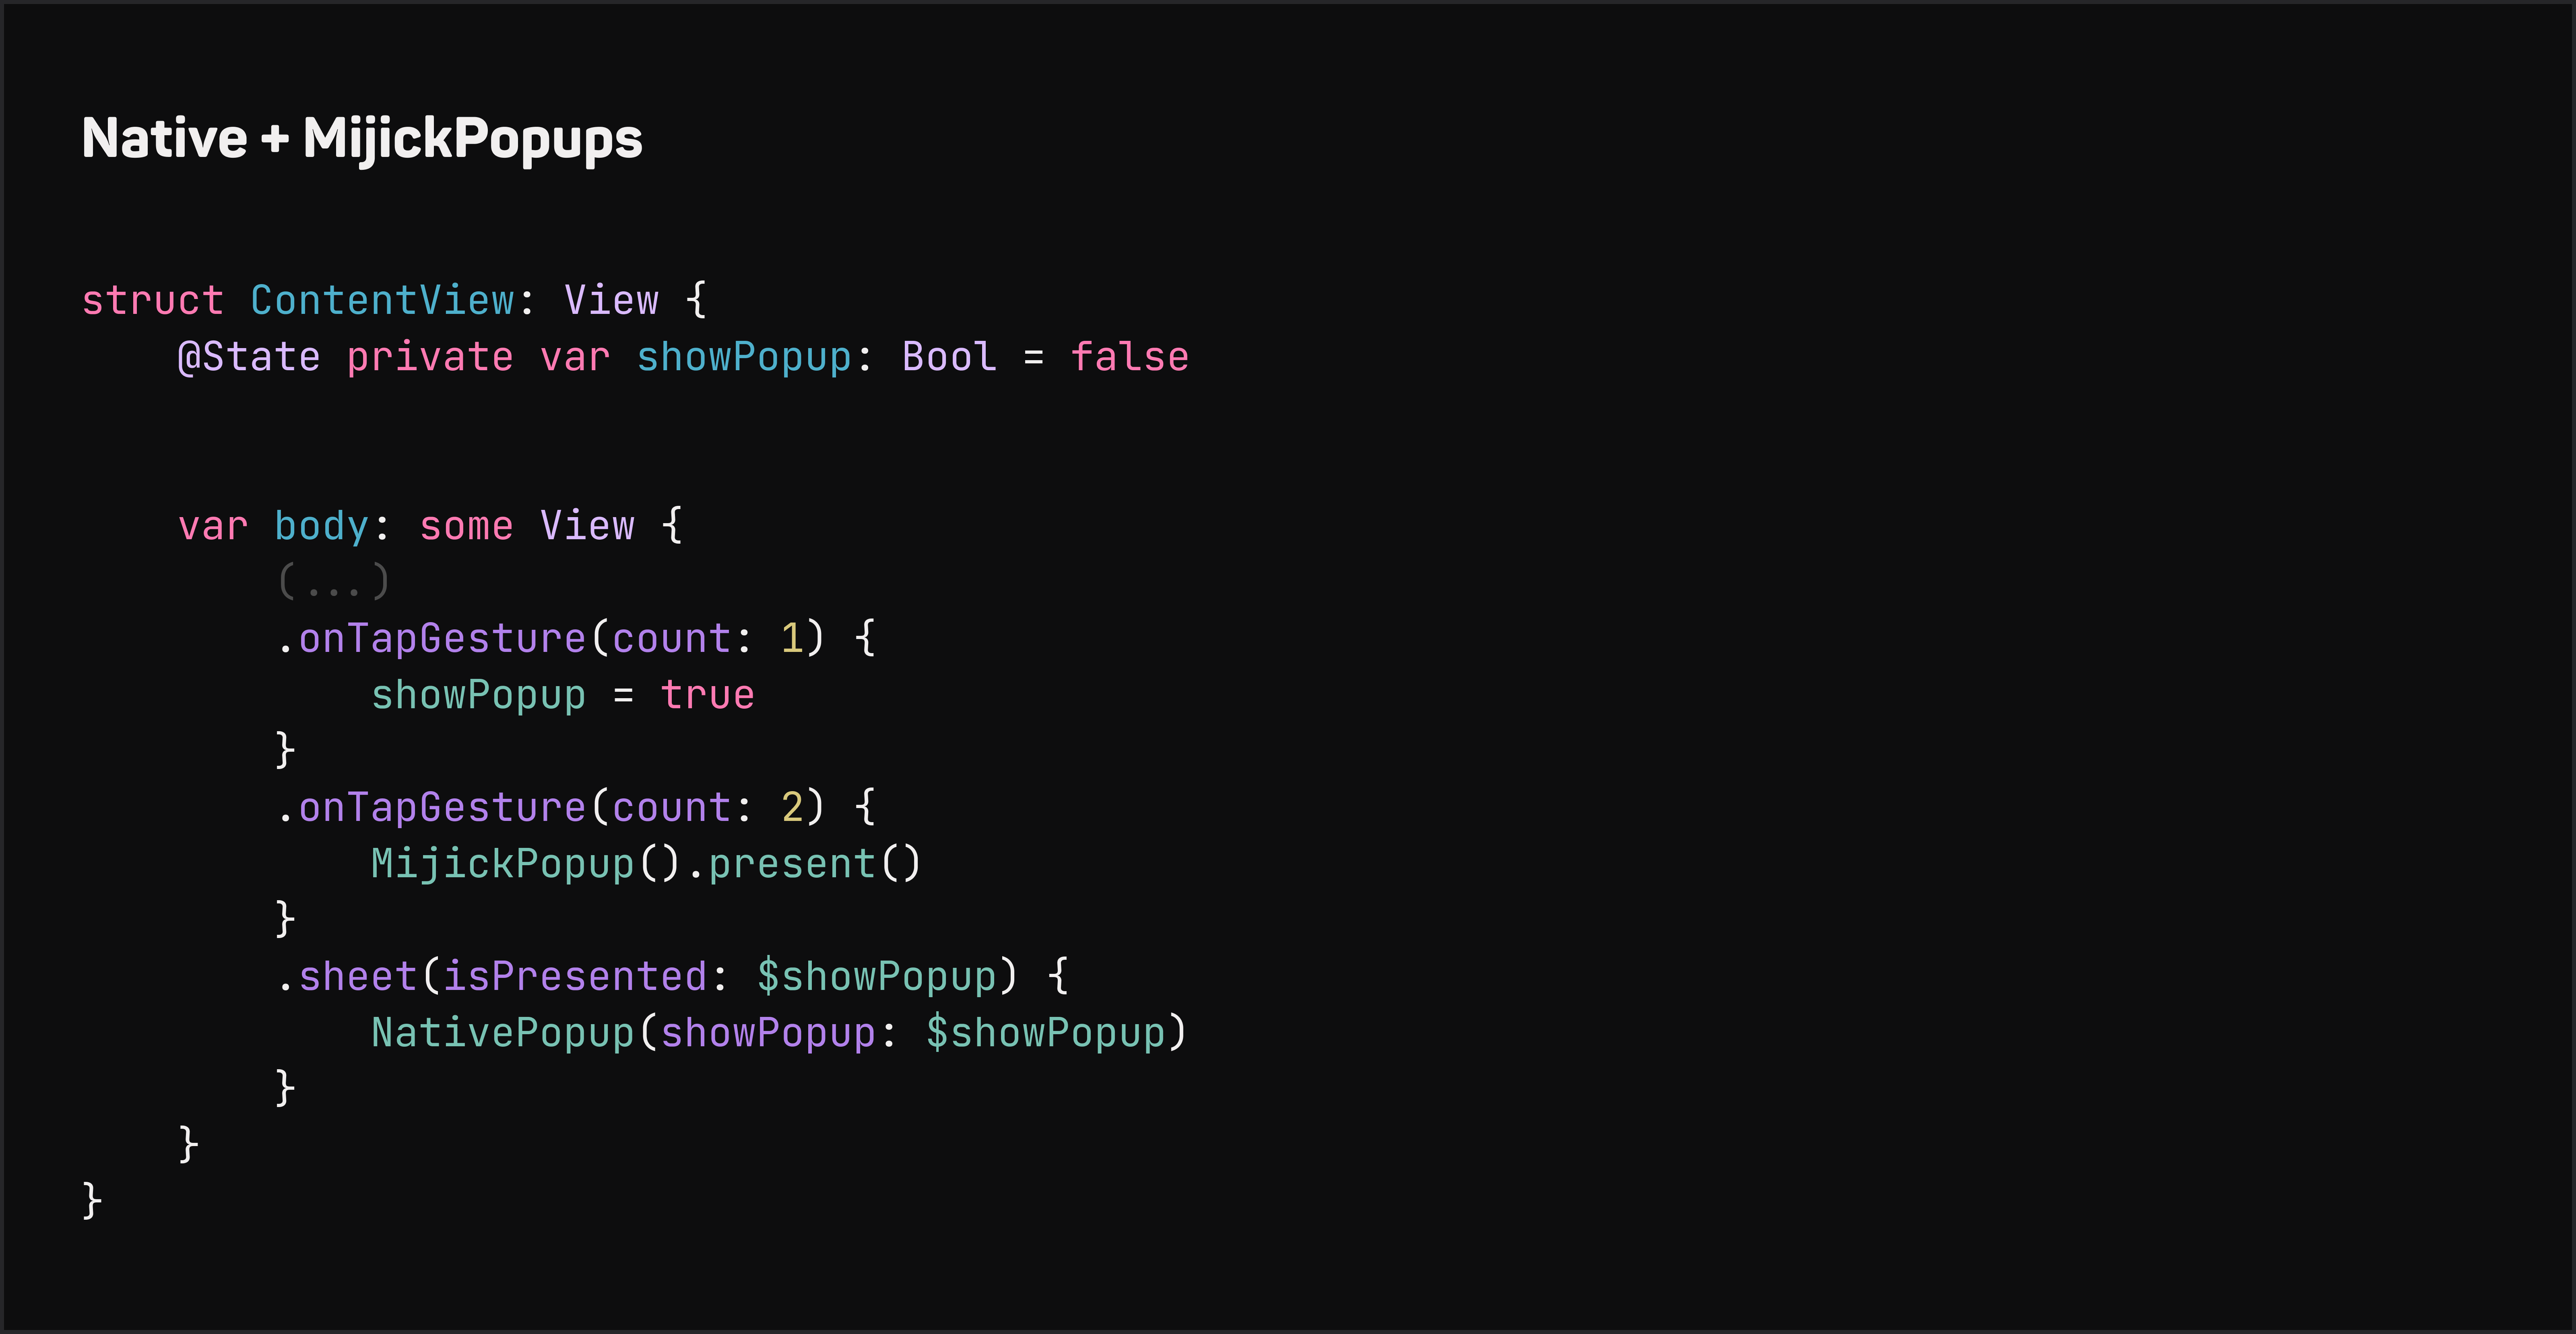 Native + MijickPopups
struct ContentView: View {
    @State private var showPopup: Bool = false
    var body: some View {
        (...)
        .onTapGesture(count: 1) {
            showPopup = true
        }
        .onTapGesture(count: 2) {
            MijickPopup().present()
        }
        .sheet(isPresented: $showPopup) {
            NativePopup(showPopup: $showPopup)
        }
    }
}